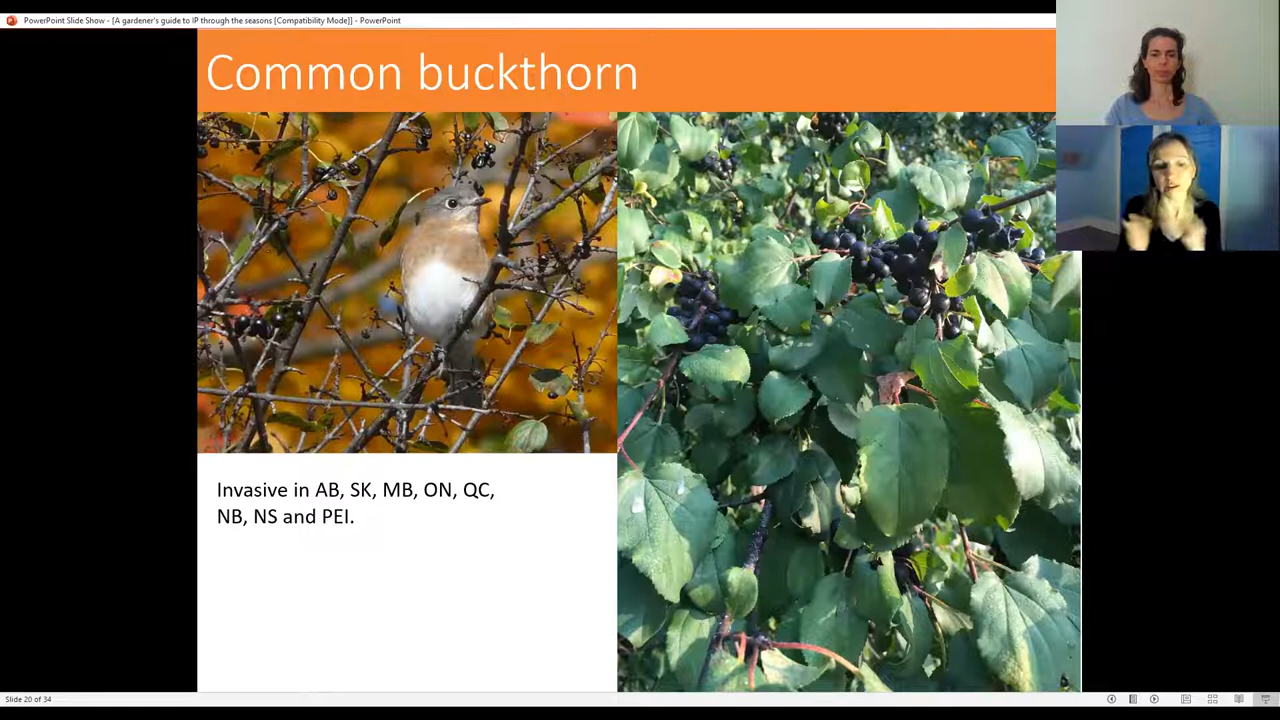 PowerPoint Slide Show - [A gardener's guide to IP through the seasons [Compatibility Mode]] - PowerPoint
Common buckthorn
Invasive in AB, SK, MB, ON, QC,
NB, NS and PEI.
Slide 20 of 34